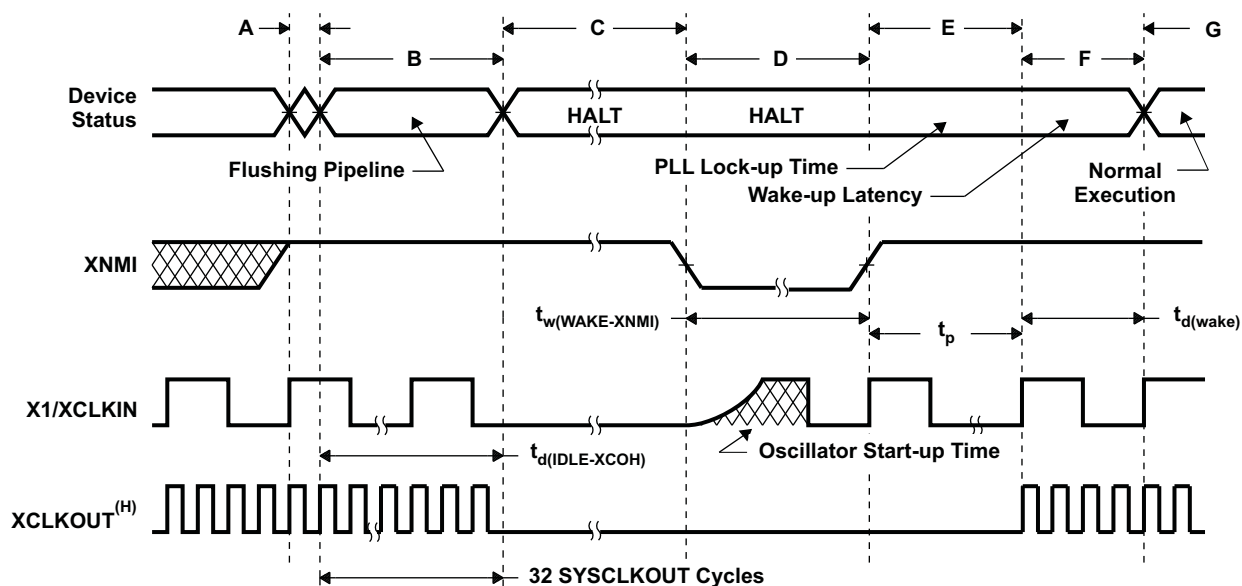 A
C
E
G
B
D
F
Device
Status
HALT
HALT
Flushing Pipeline
PLL Lock-up Time
Wake-up Latency
Normal
Execution
XNMI
tw(WAKE-XNMI)
tp
td(wake)
X1/XCLKIN
td(IDLE-XCOH)
Oscillator Start-up Time
XCLKOUT(H)
32 SYSCLKOUT Cycles